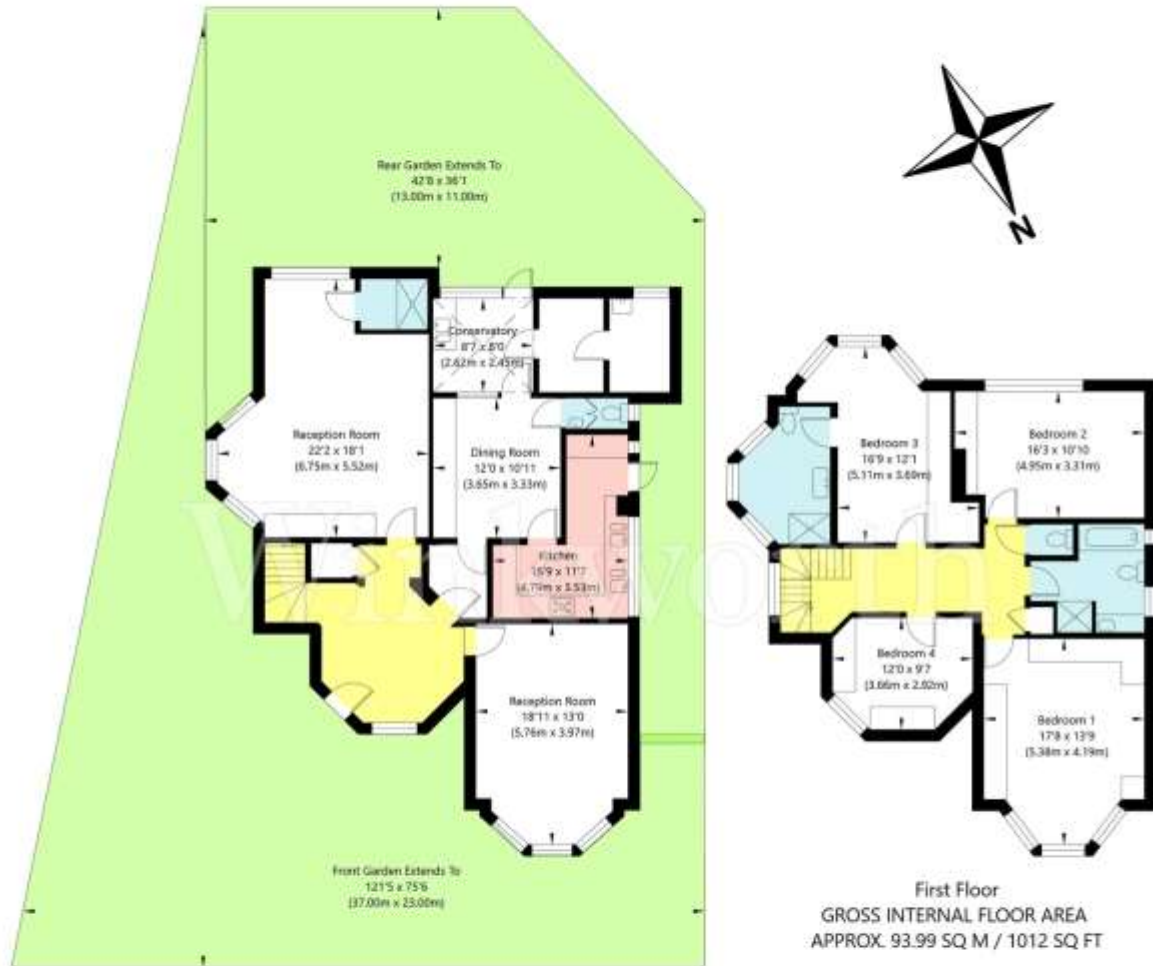 Rear Garden Extends To
42'8 x 36'1
(13.00m x 11.00m)
N
Conservatory
8'7 x 8'0
(2.62m x 2.45m)
Reception Room
22'2 x 18'1
(6.75m x 5.52m)
Dining Room
12'0 x 10'11
(3.65m x 3.33m)
Kitchen
(4.79m x 3.53m)
Reception Room
18'11 x 13'0
(5.76m x 3.97m)
Front Garden Extends To
121'5 x 75'6
(37.00m x 23.00m)
Bedroom 3
16'9 x 12'1
(5.11m x 3.69m)
Bedroom 2
16'3 x 10'10
(4.95m x 3.31m)
Bedroom 4
12'0 x 9'7
(3.66m x 2.92m)
Bedroom 1
17'8 x 13'9
(5.38m x 4.19m)
First Floor
GROSS INTERNAL FLOOR AREA
APPROX. 93.99 SQ M / 1012 SQ FT
Winkworth